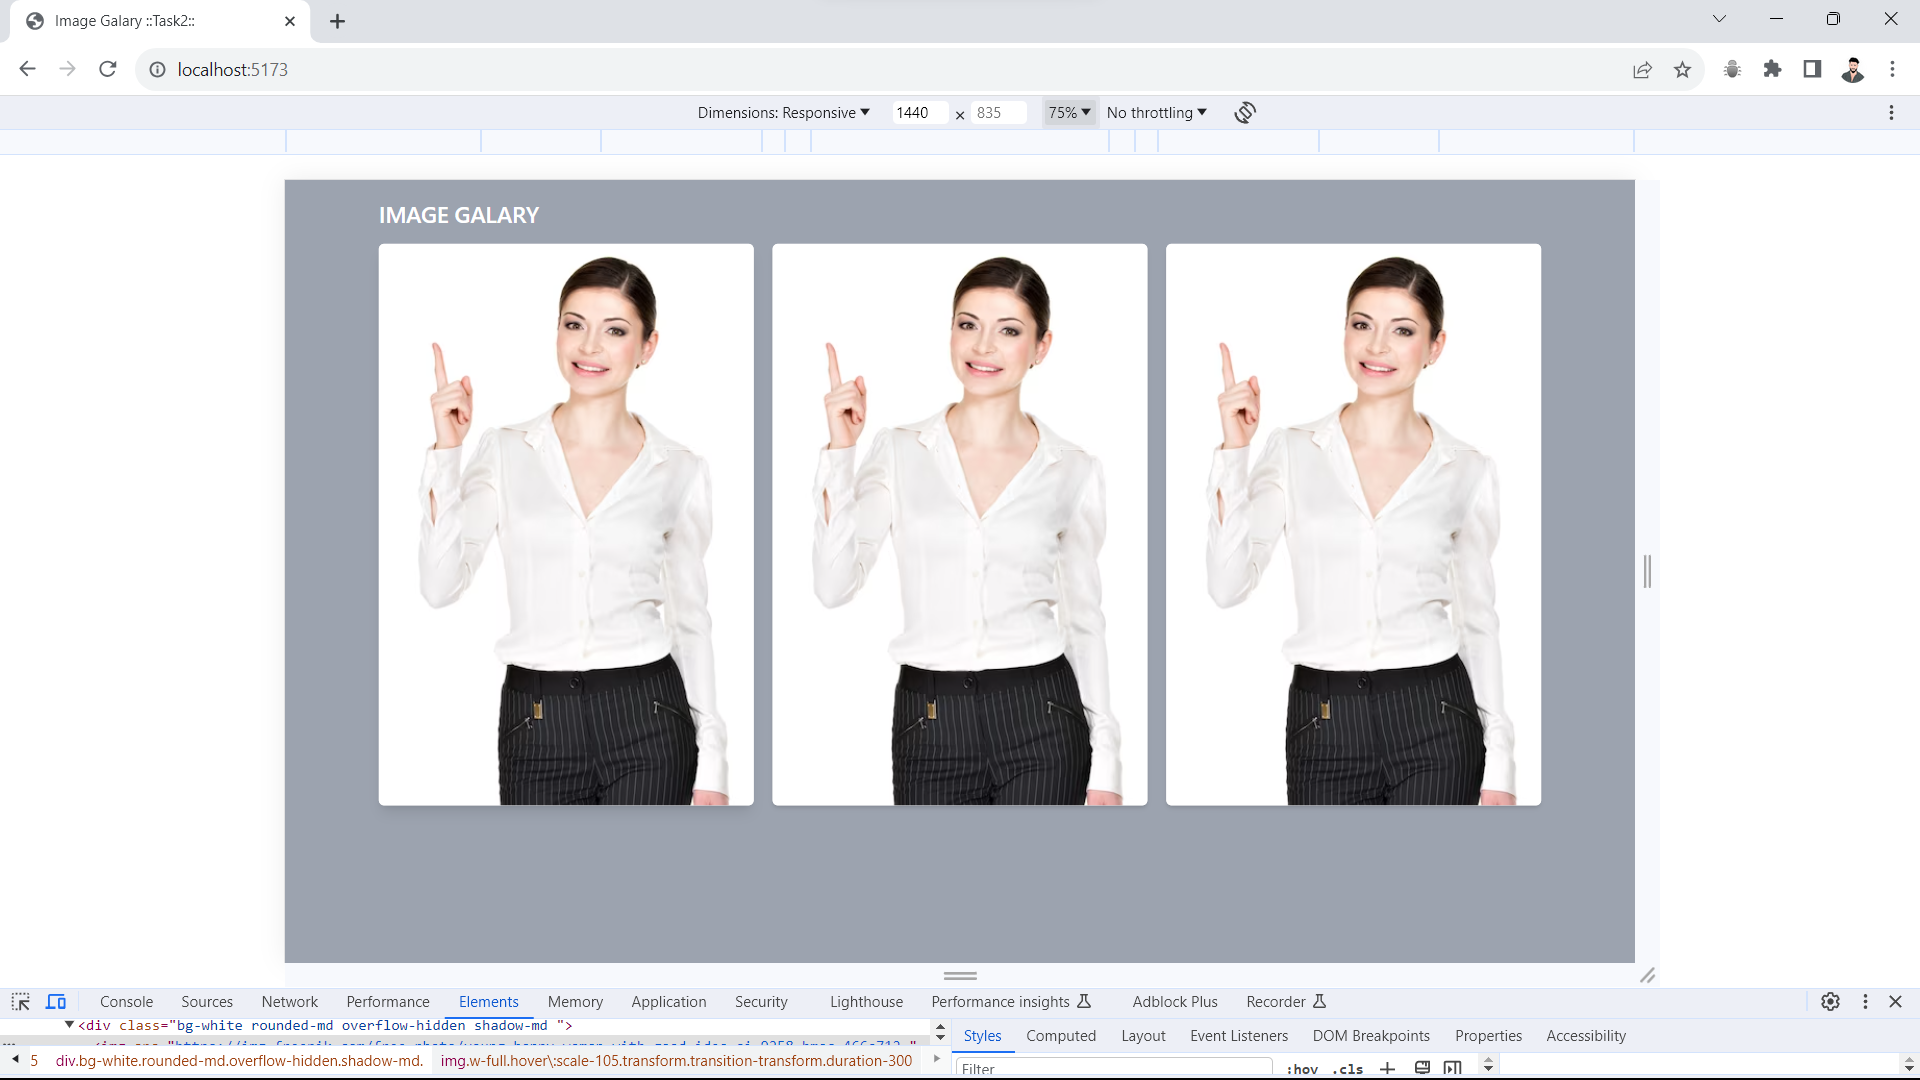 Image Galary ::Task2::
localhost:5173
Dimensions: Responsive 1440 × 835 75% No throttling
IMAGE GALARY
Console Sources Network Performance Elements Memory Application Security Lighthouse Performance insights Adblock Plus Recorder
<div class="bg-white rounded-md overflow-hidden shadow-md ">
Styles Computed Layout Event Listeners DOM Breakpoints Properties Accessibility
5 div.bg-white.rounded-md.overflow-hidden.shadow-md. img.w-full.hover\:scale-105.transform.transition-transform.duration-300
Filter :hov .cls